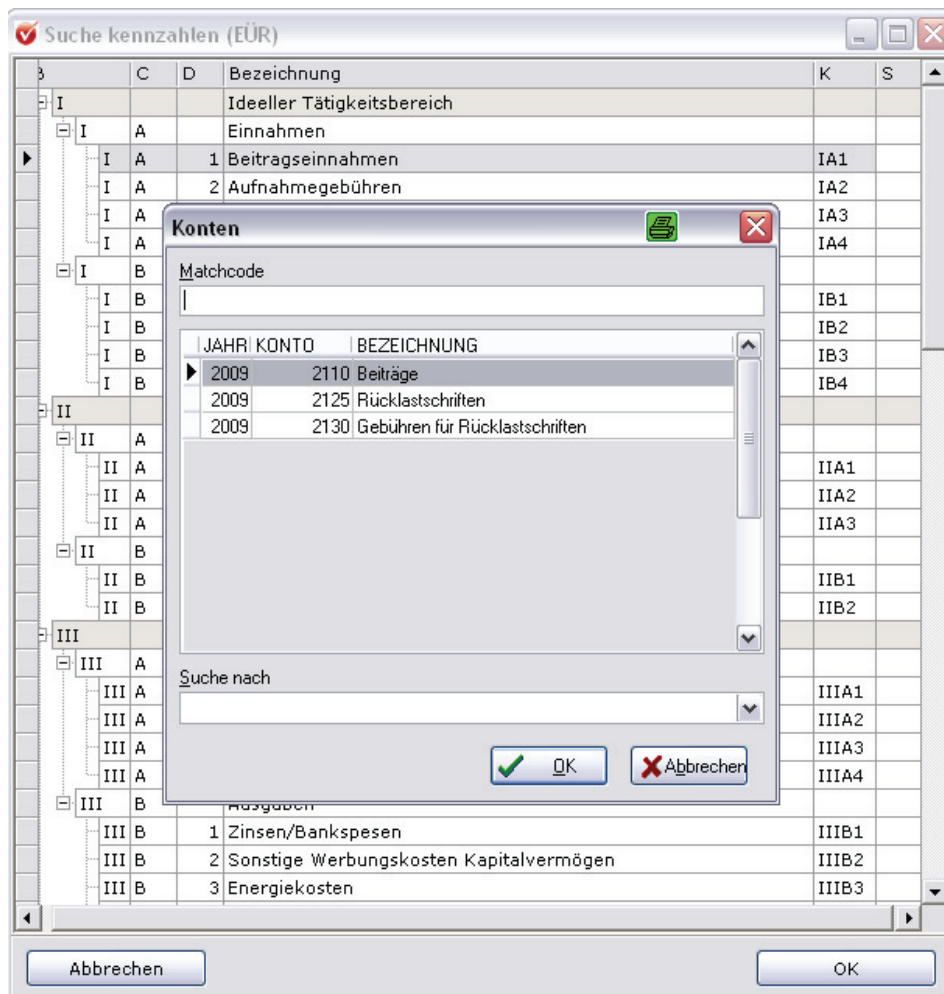 Suche kennzahlen (EÜR)
C D Bezeichnung K S
I Ideeller Tätigkeitsbereich
I A Einnahmen
I A 1 Beitragseinnahmen IA1
I A 2 Aufnahmegebühren IA2
I A IA3
I A IA4
I B
I B IB1
I B IB2
I B IB3
I B IB4
II
II A
II A IIA1
II A IIA2
II A IIA3
II B
II B IIB1
II B IIB2
III
III A
III A IIIA1
III A IIIA2
III A IIIA3
III A IIIA4
III B Ausgaben
III B 1 Zinsen/Bankspesen IIIB1
III B 2 Sonstige Werbungskosten Kapitalvermögen IIIB2
III B 3 Energiekosten IIIB3
Abbrechen OK
Konten
Matchcode
JAHR KONTO BEZEICHNUNG
2009 2110 Beiträge
2009 2125 Rücklastschriften
2009 2130 Gebühren für Rücklastschriften
Suche nach
OK Abbrechen